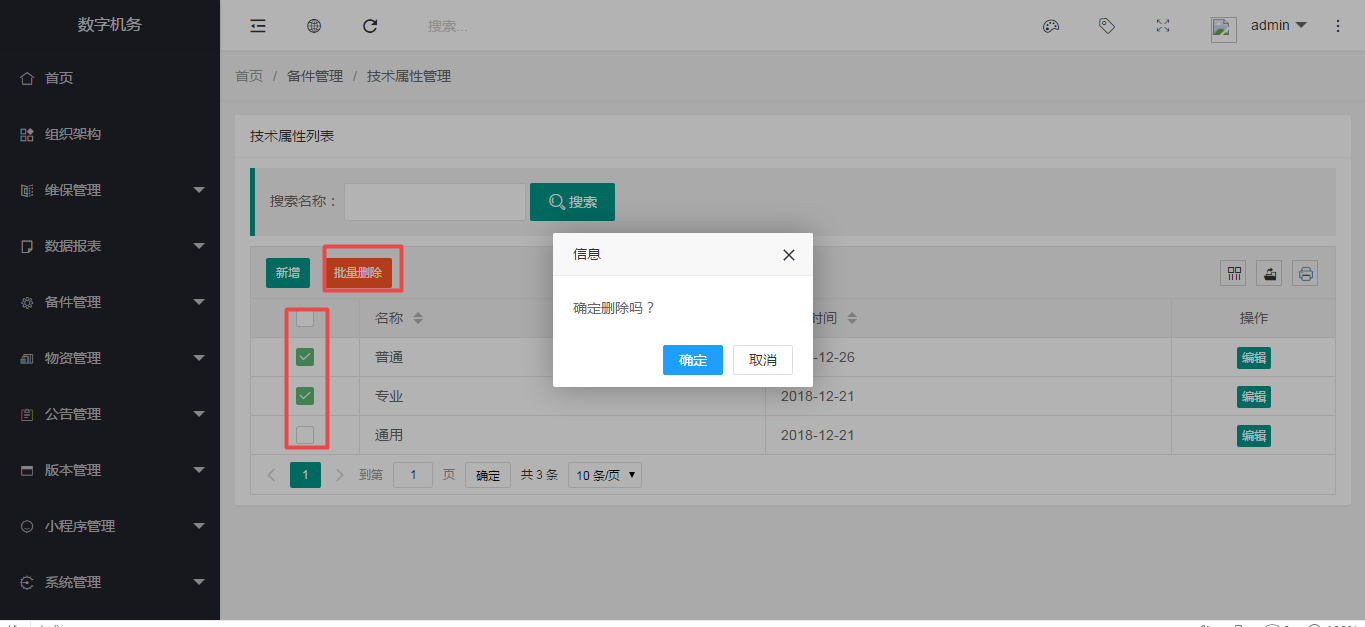 数字机务
搜索...
admin
首页
组织架构
维保管理
数据报表
备件管理
物资管理
公告管理
版本管理
小程序管理
系统管理
首页 / 备件管理 / 技术属性管理
技术属性列表
搜索名称：
搜索
新增 批量删除
名称 时间 操作
普通 -12-26 编辑
专业 2018-12-21 编辑
通用 2018-12-21 编辑
1 到第 1 页 确定 共 3 条 10 条/页
信息
确定删除吗？
确定 取消